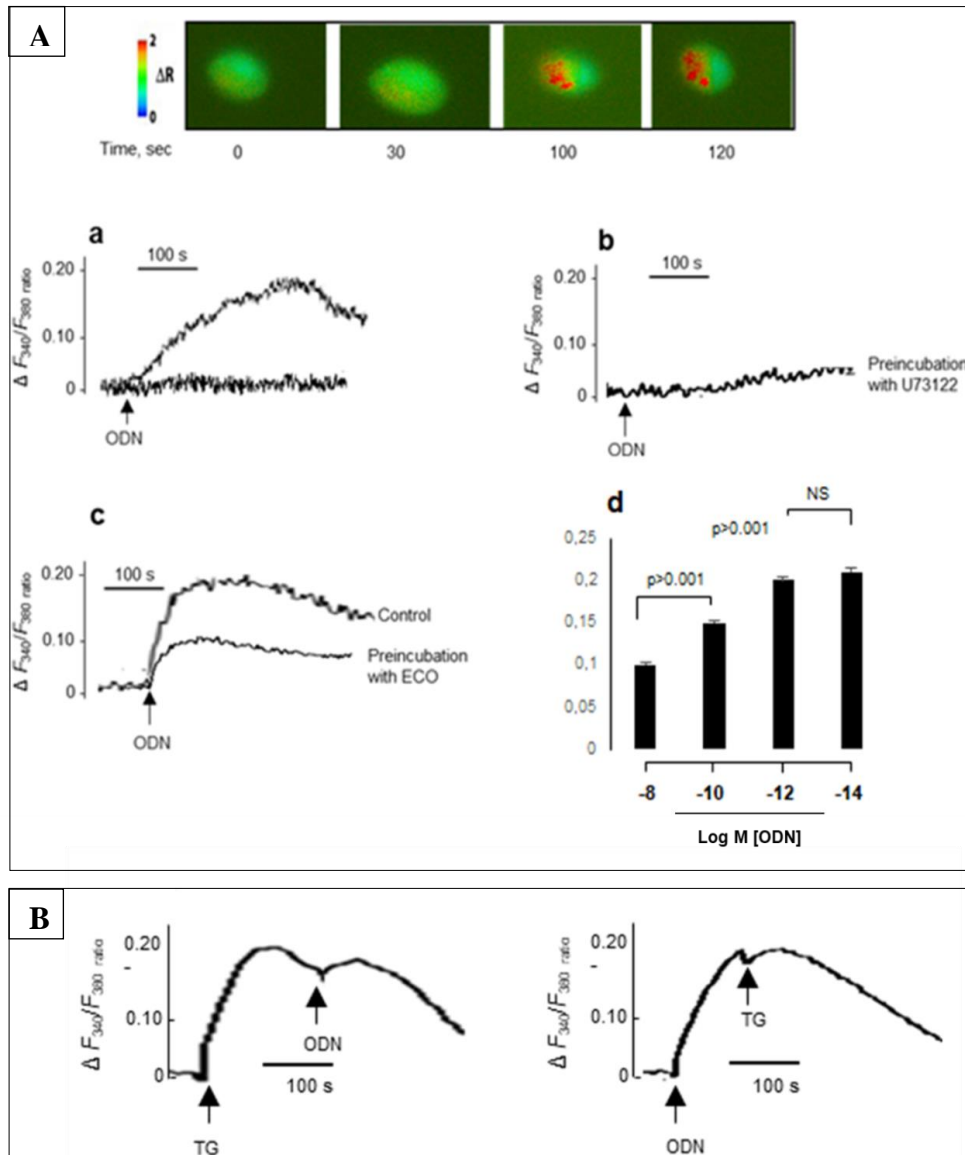 A
2
ΔR
0
Time, sec 0 30 100 120
a
100 s
0.20
0.10
0
Δ F340/F380 ratio
ODN
b
100 s
0.20
0.10
0
Δ F340/F380 ratio
Preincubation
with U73122
ODN
c
100 s
0.20
0.10
0
Δ F340/F380 ratio
Control
Preincubation
with ECO
ODN
d
NS
p>0.001
p>0.001
0,25
0,2
0,15
0,1
0,05
0
-8 -10 -12 -14
Log M [ODN]
B
0.20
0.10
0
Δ F340/F380 ratio
ODN
100 s
TG
0.20
0.10
0
Δ F340/F380 ratio
TG
100 s
ODN